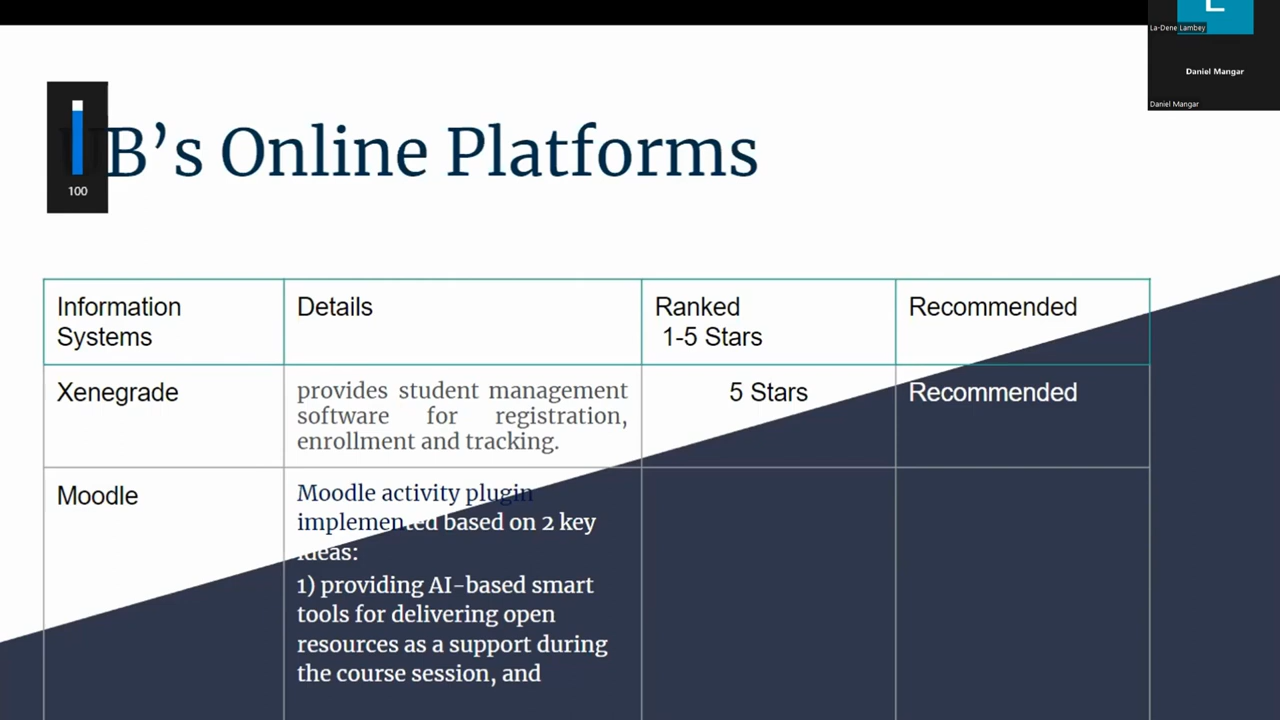 La-Dene Lambey
Daniel Mangar
Daniel Mangar
UB's Online Platforms
100
Information Systems
Details
Ranked
1-5 Stars
Recommended
Xenegrade
provides student management
software for registration,
enrollment and tracking.
5 Stars
Recommended
Moodle
Moodle activity plugin
implemented based on 2 key
ideas:
1) providing AI-based smart
tools for delivering open
resources as a support during
the course session, and